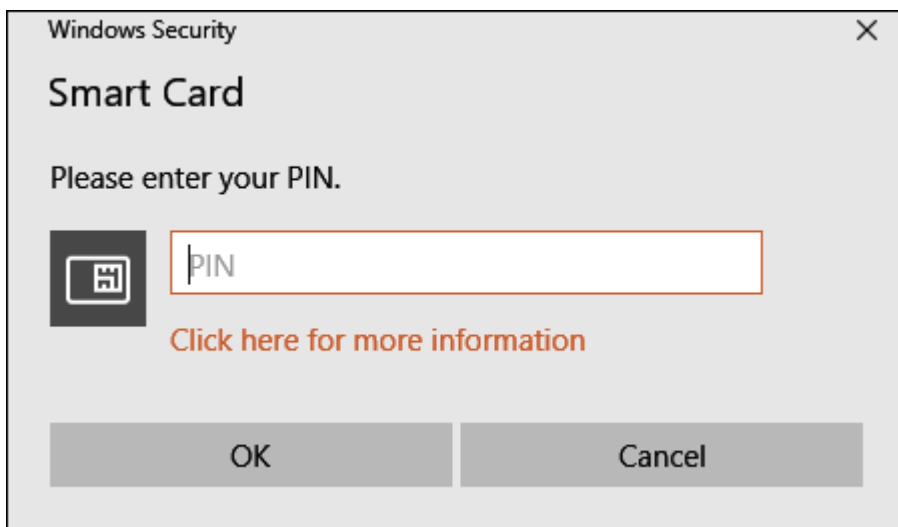 Windows Security
Smart Card
Please enter your PIN.
PIN
Click here for more information
OK
Cancel